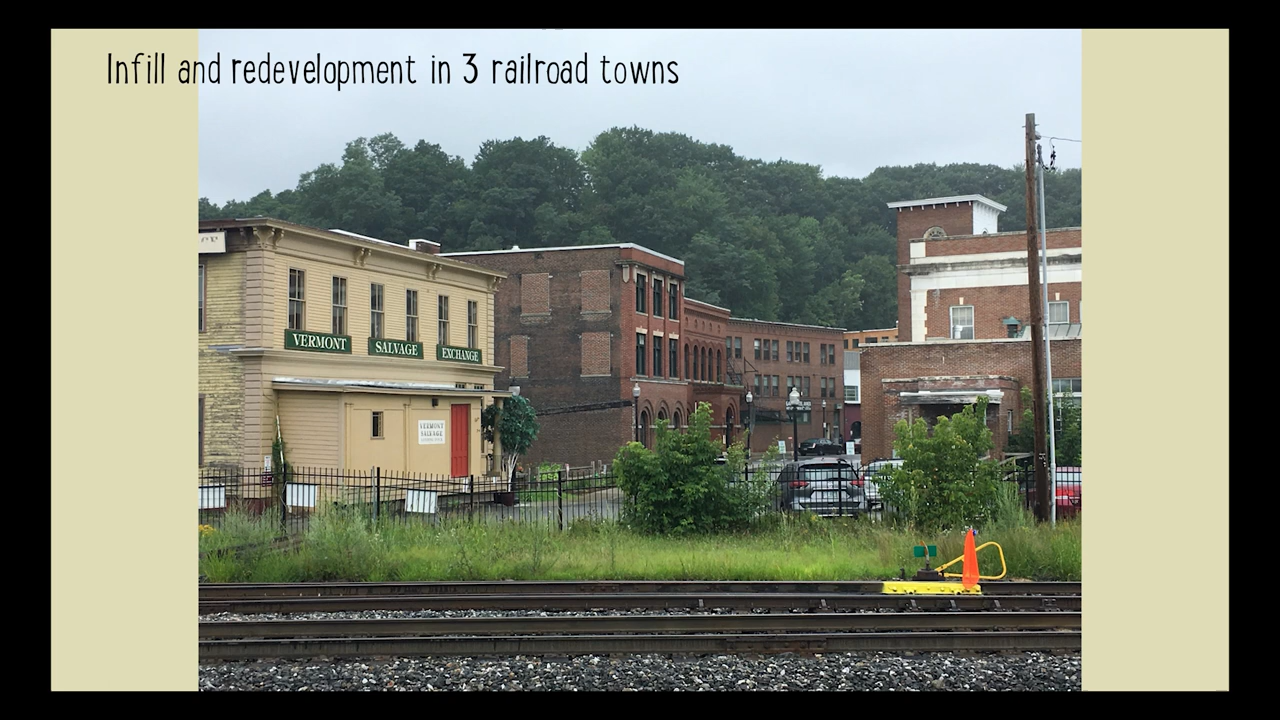 Infill and redevelopment in 3 railroad towns
VERMONT SALVAGE EXCHANGE
VERMONT
SALVAGE